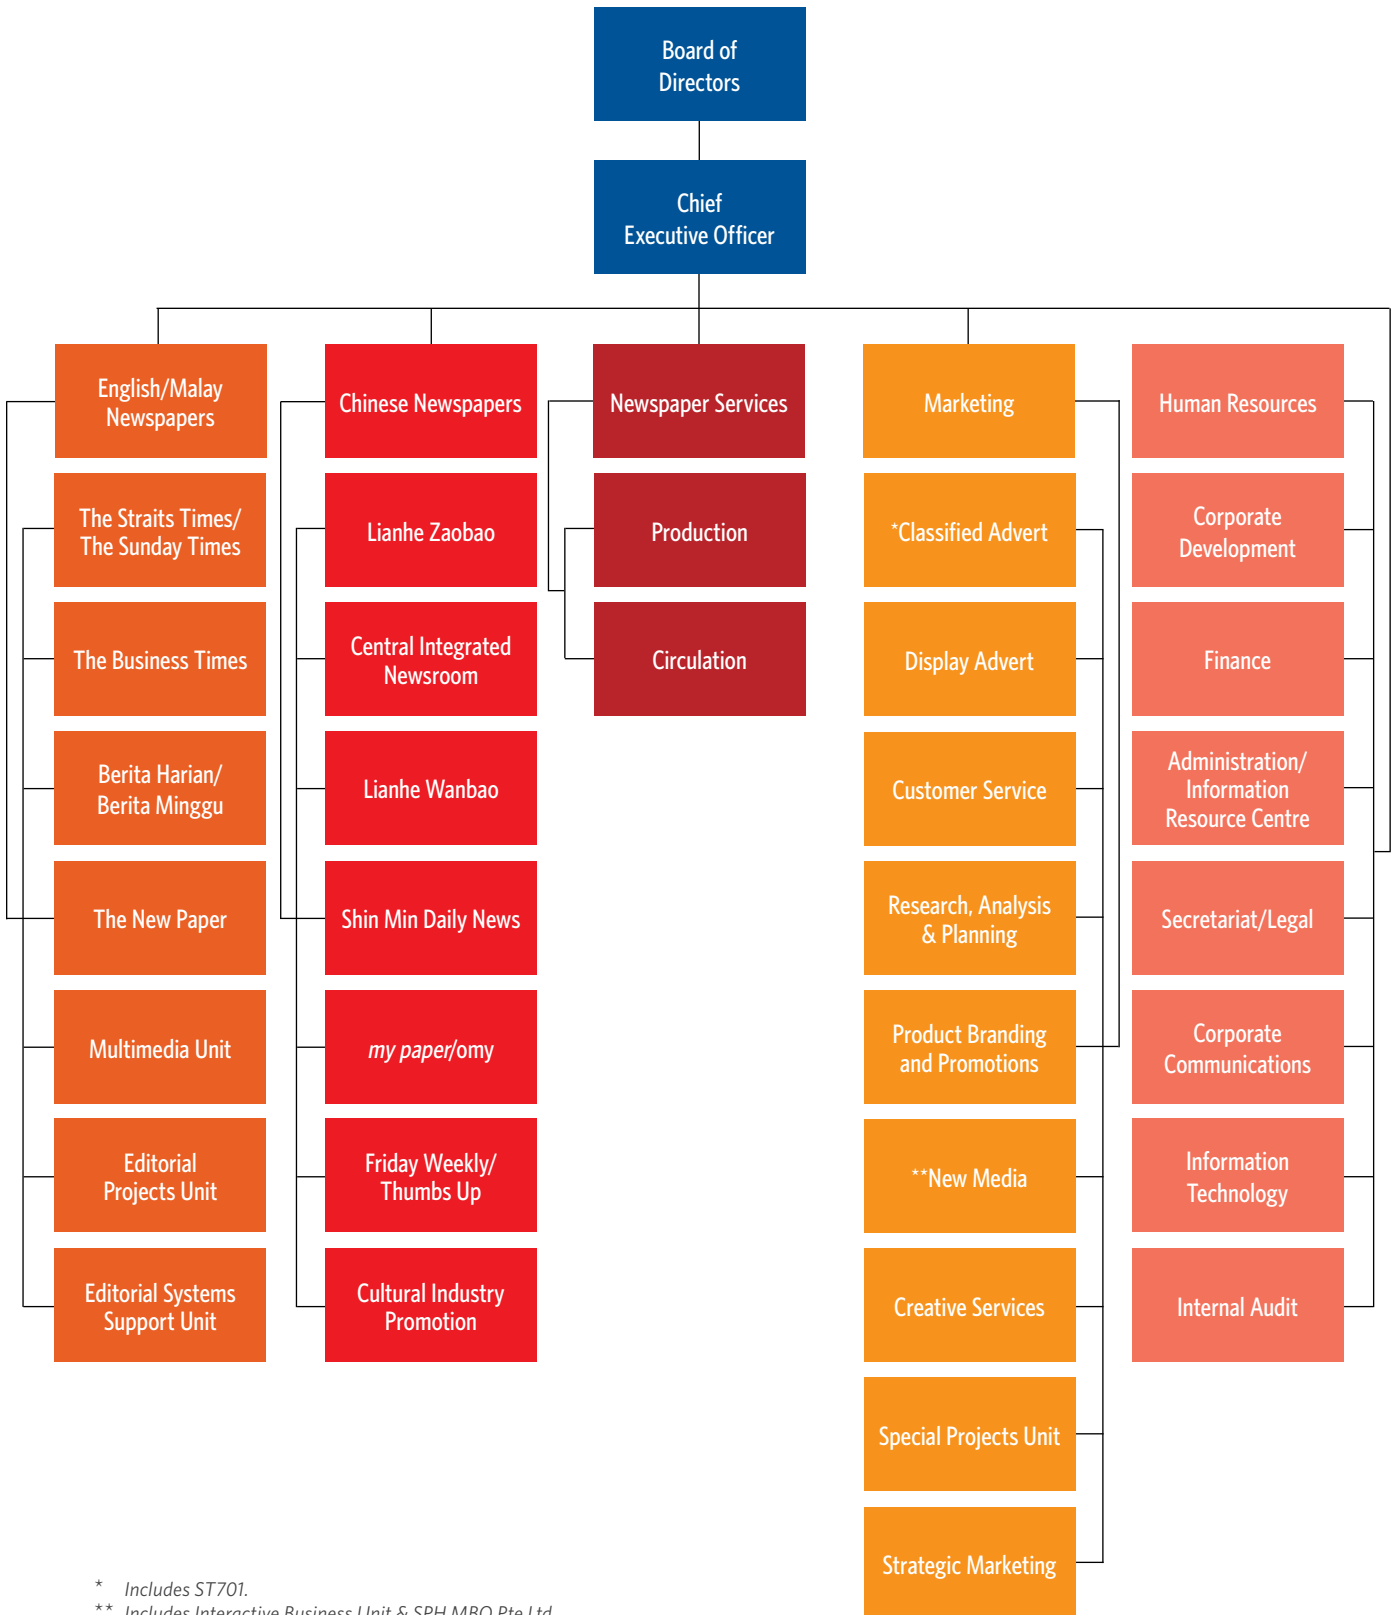 Board of
Directors
Chief
Executive Officer
English/Malay
Newspapers
The Straits Times/
The Sunday Times
The Business Times
Berita Harian/
Berita Minggu
The New Paper
Multimedia Unit
Editorial
Projects Unit
Editorial Systems
Support Unit
Chinese Newspapers
Lianhe Zaobao
Central Integrated
Newsroom
Lianhe Wanbao
Shin Min Daily News
my paper/omy
Friday Weekly/
Thumbs Up
Cultural Industry
Promotion
Newspaper Services
Production
Circulation
Marketing
*Classified Advert
Display Advert
Customer Service
Research, Analysis
& Planning
Product Branding
and Promotions
**New Media
Creative Services
Special Projects Unit
Strategic Marketing
Human Resources
Corporate
Development
Finance
Administration/
Information
Resource Centre
Secretariat/Legal
Corporate
Communications
Information
Technology
Internal Audit
* Includes ST701.
** Includes Interactive Business Unit & SPH MBO Pte Ltd